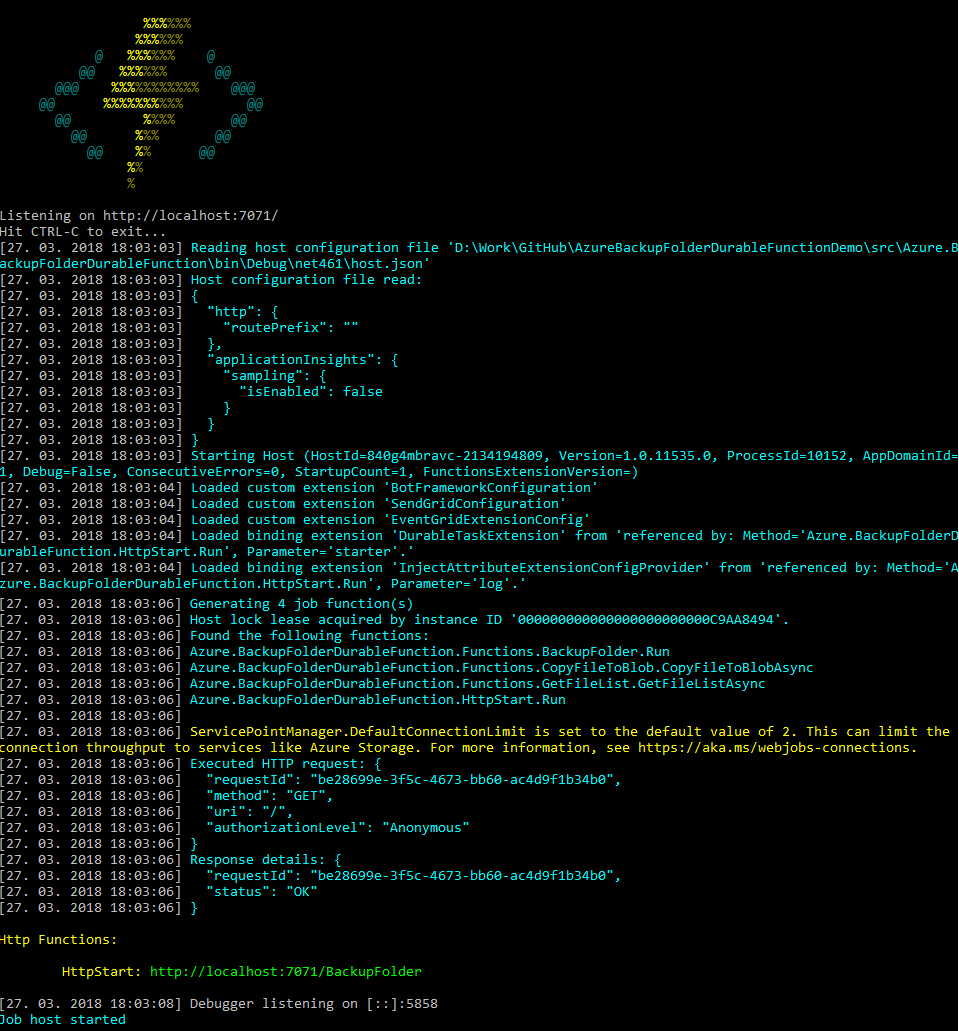 %%%%%%
                 %%%%%%
            @   %%%%%%    @
          @@   %%%%%%      @@
       @@@    %%%%%%%%%%%    @@@
     @@      %%%%%%%%%%        @@
       @@         %%%%       @@
         @@      %%%       @@
           @@    %%      @@
                %%
                %
Listening on http://localhost:7071/
Hit CTRL-C to exit...
[27. 03. 2018 18:03:03] Reading host configuration file 'D:\Work\GitHub\AzureBackupFolderDurableFunctionDemo\src\Azure.B
ackupFolderDurableFunction\bin\Debug\net461\host.json'
[27. 03. 2018 18:03:03] Host configuration file read:
[27. 03. 2018 18:03:03] {
[27. 03. 2018 18:03:03]   "http": {
[27. 03. 2018 18:03:03]     "routePrefix": ""
[27. 03. 2018 18:03:03]   },
[27. 03. 2018 18:03:03]   "applicationInsights": {
[27. 03. 2018 18:03:03]     "sampling": {
[27. 03. 2018 18:03:03]       "isEnabled": false
[27. 03. 2018 18:03:03]     }
[27. 03. 2018 18:03:03]   }
[27. 03. 2018 18:03:03] }
[27. 03. 2018 18:03:03] Starting Host (HostId=840g4mbravc-2134194809, Version=1.0.11535.0, ProcessId=10152, AppDomainId=
1, Debug=False, ConsecutiveErrors=0, StartupCount=1, FunctionsExtensionVersion=)
[27. 03. 2018 18:03:04] Loaded custom extension 'BotFrameworkConfiguration'
[27. 03. 2018 18:03:04] Loaded custom extension 'SendGridConfiguration'
[27. 03. 2018 18:03:04] Loaded custom extension 'EventGridExtensionConfig'
[27. 03. 2018 18:03:04] Loaded binding extension 'DurableTaskExtension' from 'referenced by: Method='Azure.BackupFolderD
urableFunction.HttpStart.Run', Parameter='starter'.'
[27. 03. 2018 18:03:04] Loaded binding extension 'InjectAttributeExtensionConfigProvider' from 'referenced by: Method='A
zure.BackupFolderDurableFunction.HttpStart.Run', Parameter='log'.'
[27. 03. 2018 18:03:06] Generating 4 job function(s)
[27. 03. 2018 18:03:06] Host lock lease acquired by instance ID '000000000000000000000000C9AA8494'.
[27. 03. 2018 18:03:06] Found the following functions:
[27. 03. 2018 18:03:06] Azure.BackupFolderDurableFunction.Functions.BackupFolder.Run
[27. 03. 2018 18:03:06] Azure.BackupFolderDurableFunction.Functions.CopyFileToBlob.CopyFileToBlobAsync
[27. 03. 2018 18:03:06] Azure.BackupFolderDurableFunction.Functions.GetFileList.GetFileListAsync
[27. 03. 2018 18:03:06] Azure.BackupFolderDurableFunction.HttpStart.Run
[27. 03. 2018 18:03:06]
[27. 03. 2018 18:03:06] ServicePointManager.DefaultConnectionLimit is set to the default value of 2. This can limit the
connection throughput to services like Azure Storage. For more information, see https://aka.ms/webjobs-connections.
[27. 03. 2018 18:03:06] Executed HTTP request: {
[27. 03. 2018 18:03:06]   "requestId": "be28699e-3f5c-4673-bb60-ac4d9f1b34b0",
[27. 03. 2018 18:03:06]   "method": "GET",
[27. 03. 2018 18:03:06]   "uri": "/",
[27. 03. 2018 18:03:06]   "authorizationLevel": "Anonymous"
[27. 03. 2018 18:03:06] }
[27. 03. 2018 18:03:06] Response details: {
[27. 03. 2018 18:03:06]   "requestId": "be28699e-3f5c-4673-bb60-ac4d9f1b34b0",
[27. 03. 2018 18:03:06]   "status": "OK"
[27. 03. 2018 18:03:06] }
Http Functions:
        HttpStart: http://localhost:7071/BackupFolder
[27. 03. 2018 18:03:08] Debugger listening on [::]:5858
Job host started